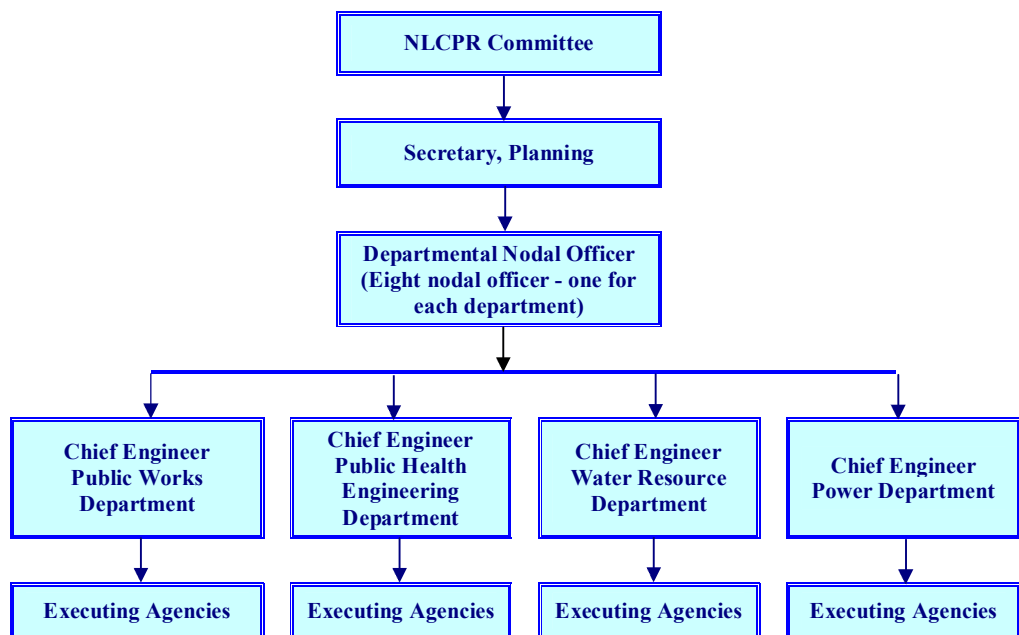 NLCPR Committee
Secretary, Planning
Departmental Nodal Officer
(Eight nodal officer - one for
each department)
Chief Engineer
Public Works
Department
Chief Engineer
Public Health
Engineering
Department
Chief Engineer
Water Resource
Department
Chief Engineer
Power Department
Executing Agencies
Executing Agencies
Executing Agencies
Executing Agencies